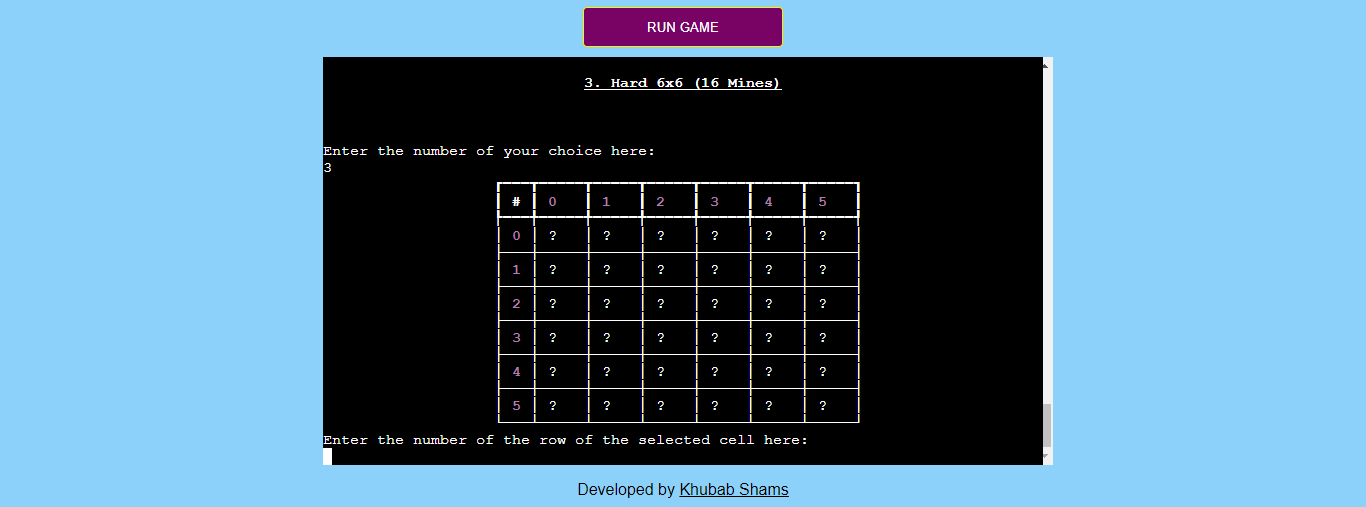 RUN GAME
3. Hard 6x6 (16 Mines)
Enter the number of your choice here:
3
# 0 1 2 3 4 5
0 ? ? ? ? ? ?
1 ? ? ? ? ? ?
2 ? ? ? ? ? ?
3 ? ? ? ? ? ?
4 ? ? ? ? ? ?
5 ? ? ? ? ? ?
Enter the number of the row of the selected cell here:
Developed by Khubab Shams